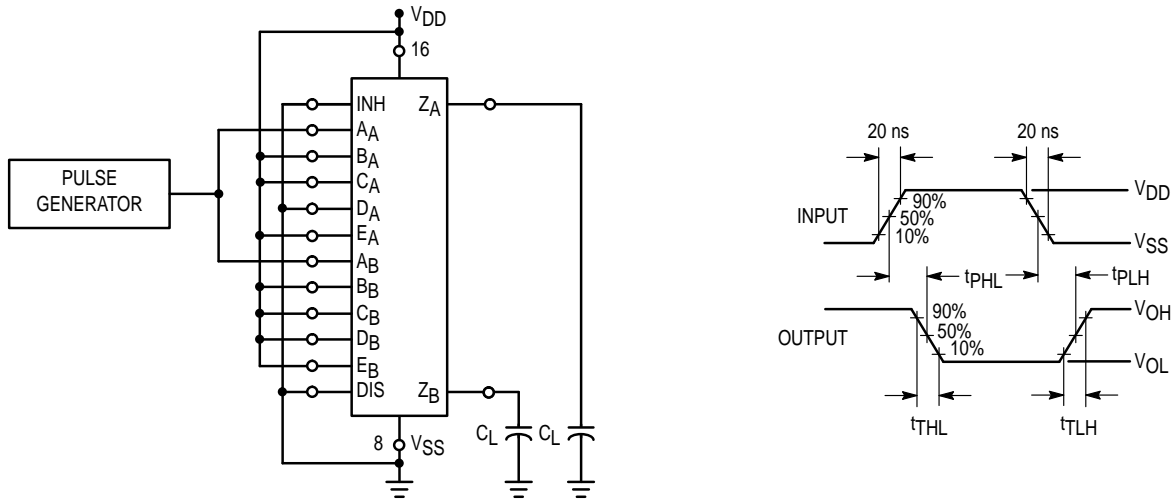 VDD
16
INH ZA
AA
BA
CA
DA
EA
AB
BB
CB
DB
EB
DIS ZB
8 VSS
CL CL
PULSE
GENERATOR
20 ns 20 ns
INPUT
90%
50%
10%
VDD
VSS
tPHL tPLH
OUTPUT
90%
50%
10%
VOH
VOL
tTHL tTLH